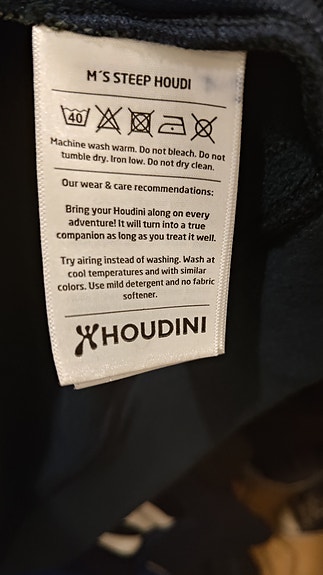 M´S STEEP HOUDI
40
Machine wash warm. Do not bleach. Do not
tumble dry. Iron low. Do not dry clean.
Our wear & care recommendations:
Bring your Houdini along on every
adventure! It will turn into a true
companion as long as you treat it well.
Try airing instead of washing. Wash at
cool temperatures and with similar
colors. Use mild detergent and no fabric
softener.
HOUDINI